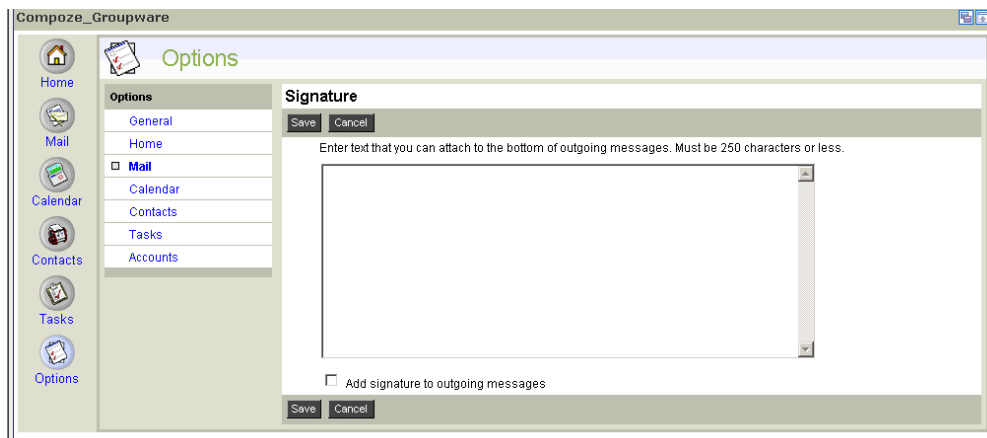 Compoze_Groupware
Home
Mail
Calendar
Contacts
Tasks
Options
Options
Options
General
Home
Mail
Calendar
Contacts
Tasks
Accounts
Signature
Save Cancel
Enter text that you can attach to the bottom of outgoing messages. Must be 250 characters or less.
Add signature to outgoing messages
Save Cancel